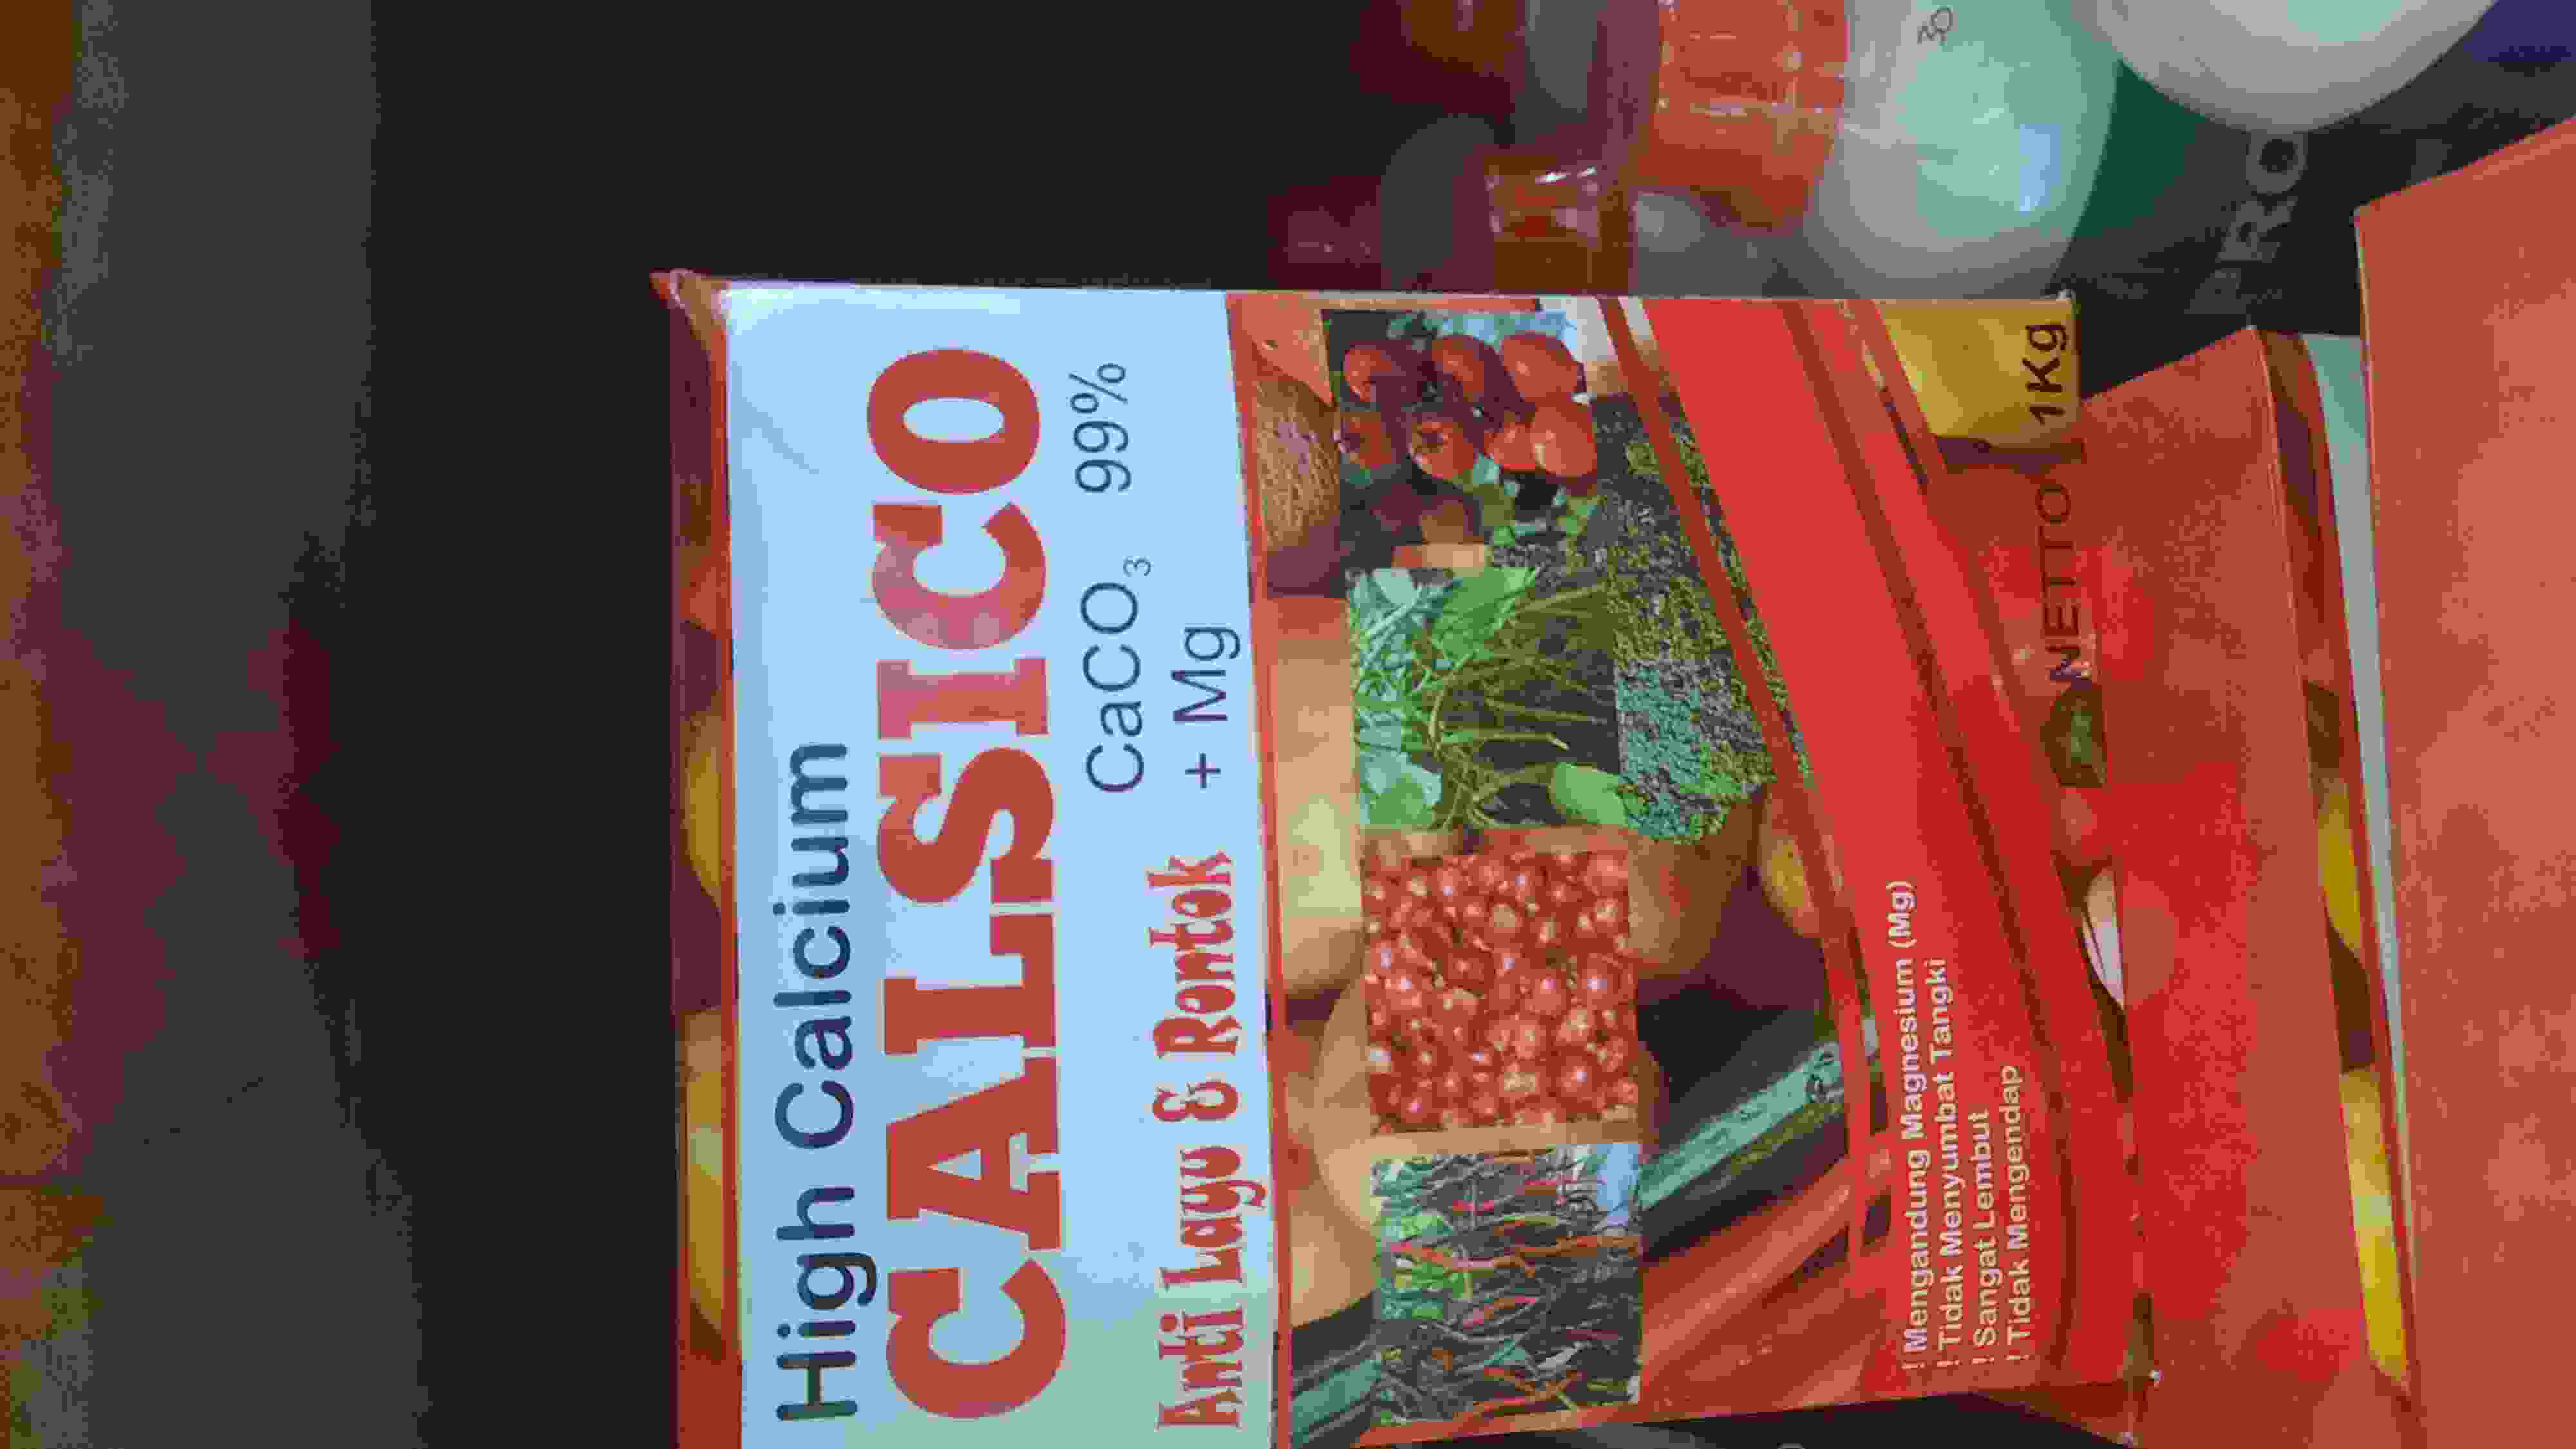 High Calcium
CALSICO
CaCO₃ 99%
Anti Layu & Rontok
+ Mg
! Mengandung Magnesium (Mg)
! Tidak Menyumbat Tangki
! Sangat Lembut
! Tidak Mengendap
NETTO 1Kg
PRO